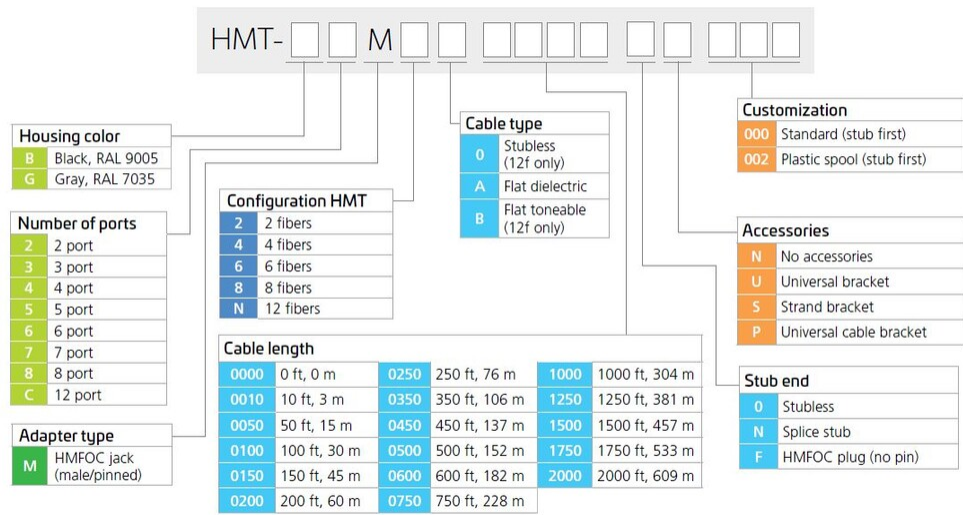 HMT- M
Housing color
B Black, RAL 9005
G Gray, RAL 7035
Number of ports
2 2 port
3 3 port
4 4 port
5 5 port
6 6 port
7 7 port
8 8 port
C 12 port
Adapter type
M HMFOC jack
(male/pinned)
Configuration HMT
2 2 fibers
4 4 fibers
6 6 fibers
8 8 fibers
N 12 fibers
Cable type
0 Stubless
(12f only)
A Flat dielectric
B Flat toneable
(12f only)
Cable length
0000 0 ft, 0 m 0250 250 ft, 76 m 1000 1000 ft, 304 m
0010 10 ft, 3 m 0350 350 ft, 106 m 1250 1250 ft, 381 m
0050 50 ft, 15 m 0450 450 ft, 137 m 1500 1500 ft, 457 m
0100 100 ft, 30 m 0500 500 ft, 152 m 1750 1750 ft, 533 m
0150 150 ft, 45 m 0600 600 ft, 182 m 2000 2000 ft, 609 m
0200 200 ft, 60 m 0750 750 ft, 228 m
Customization
000 Standard (stub first)
002 Plastic spool (stub first)
Accessories
N No accessories
U Universal bracket
S Strand bracket
P Universal cable bracket
Stub end
0 Stubless
N Splice stub
F HMFOC plug (no pin)